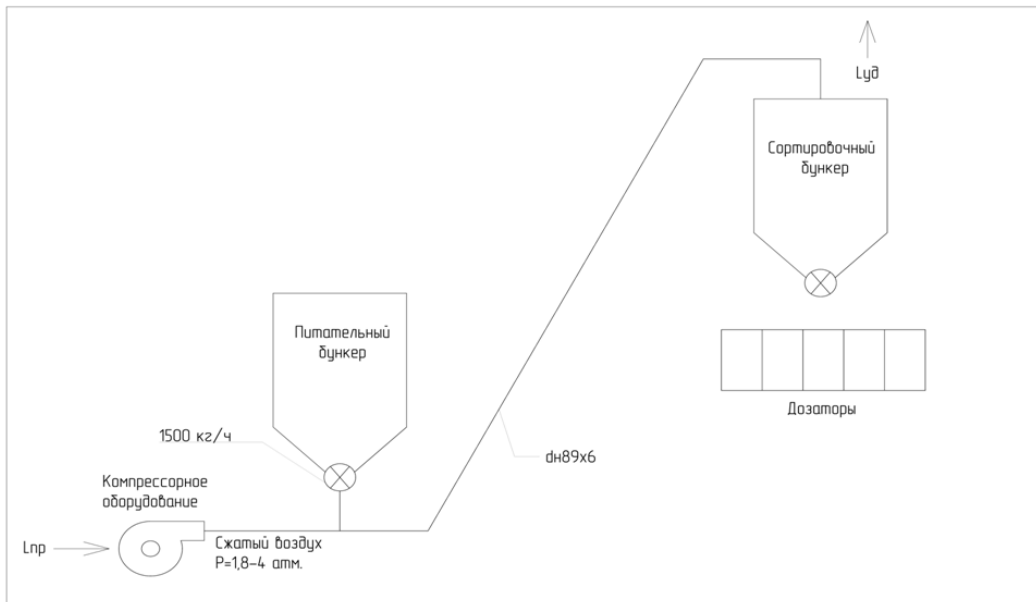 Lуд
Сортировочный
бункер
Питательный
бункер
Дозаторы
1500 кг/ч
dн89х6
Компрессорное
оборудование
Lпр
Сжатый воздух
Р=1,8-4 атм.